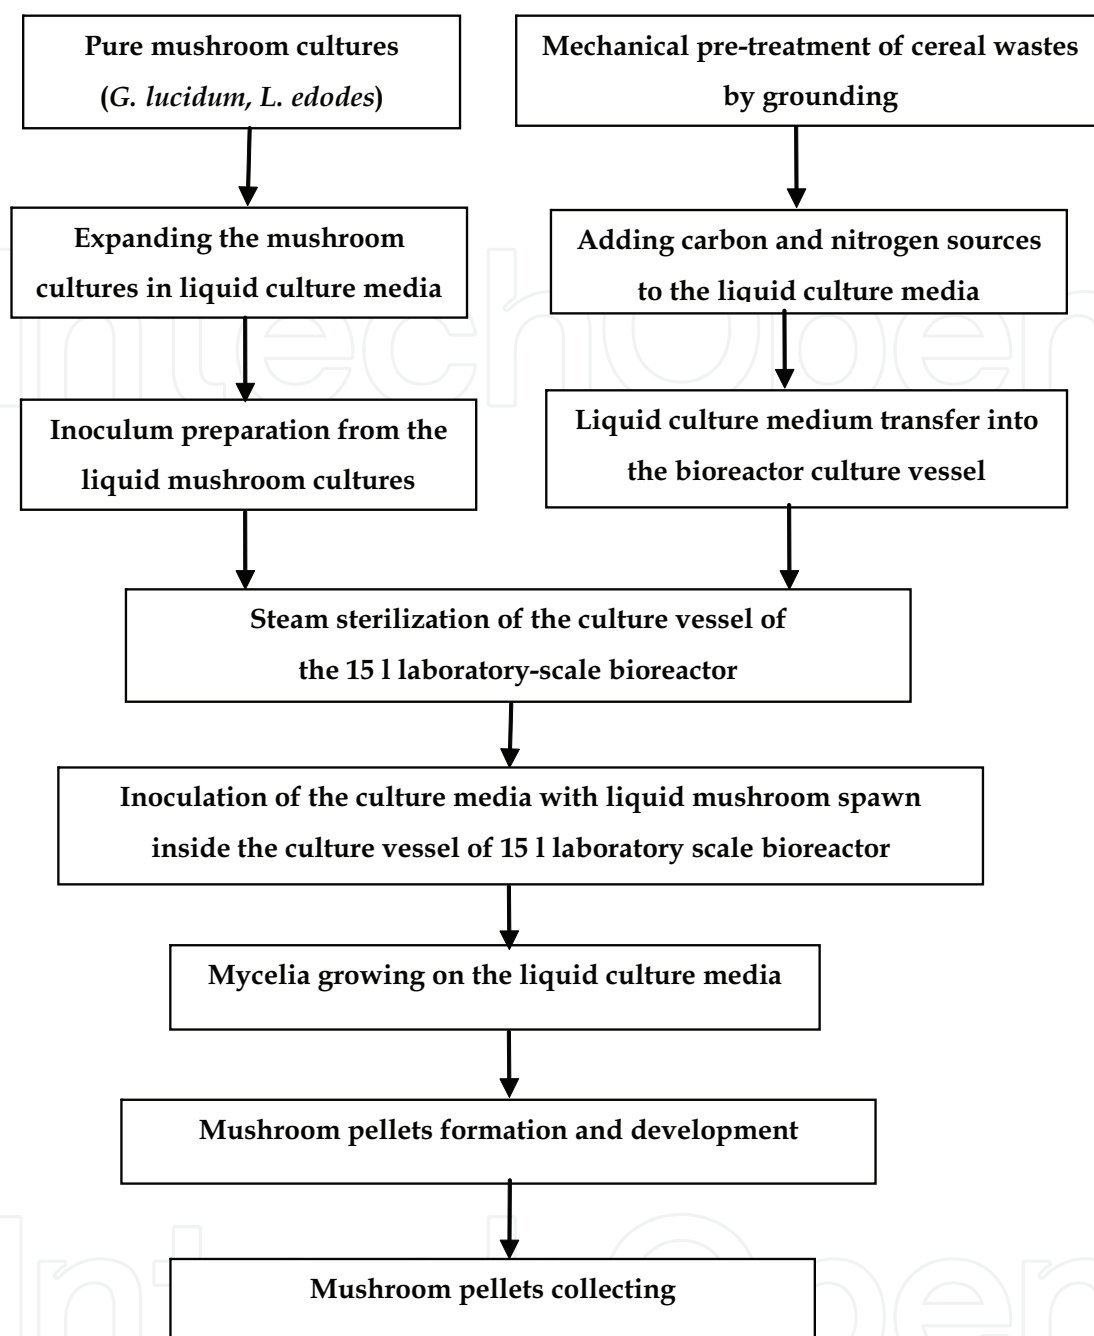 Pure mushroom cultures
(G. lucidum, L. edodes)
Mechanical pre-treatment of cereal wastes
by grounding
Expanding the mushroom
cultures in liquid culture media
Adding carbon and nitrogen sources
to the liquid culture media
Inoculum preparation from the
liquid mushroom cultures
Liquid culture medium transfer into
the bioreactor culture vessel
Steam sterilization of the culture vessel of
the 15 l laboratory-scale bioreactor
Inoculation of the culture media with liquid mushroom spawn
inside the culture vessel of 15 l laboratory scale bioreactor
Mycelia growing on the liquid culture media
Mushroom pellets formation and development
Mushroom pellets collecting
IntechOpen
IntechOpen